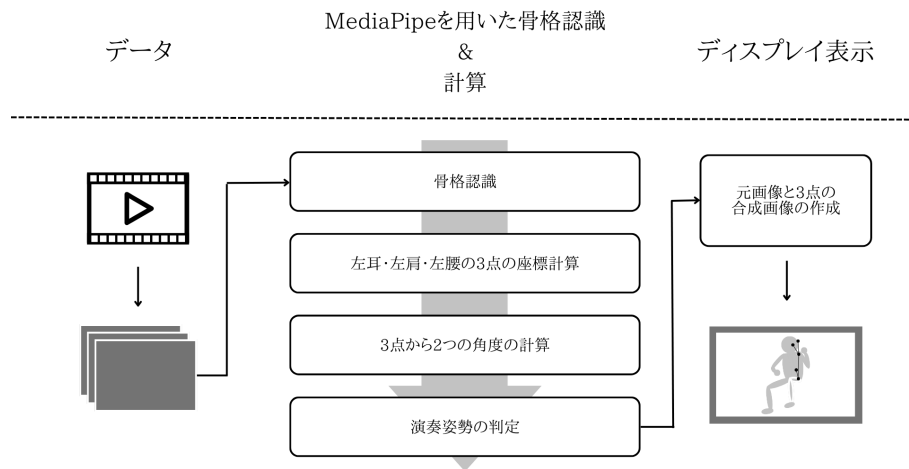 データ
MediaPipeを用いた骨格認識
&
計算
ディスプレイ表示
骨格認識
左耳・左肩・左腰の3点の座標計算
3点から2つの角度の計算
演奏姿勢の判定
元画像と3点の
合成画像の作成